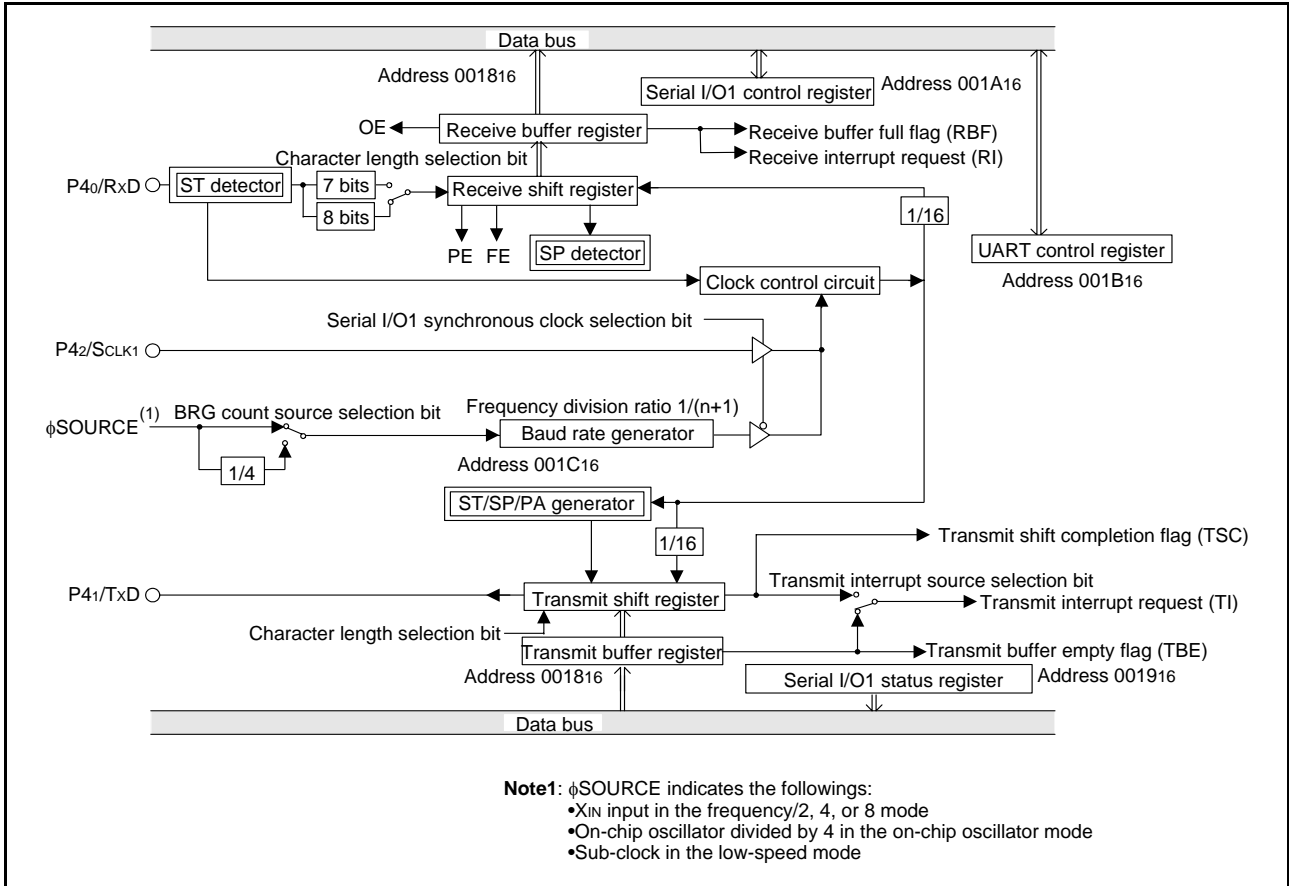 Data bus
Address 001816
Serial I/O1 control register
Address 001A16
OE
Receive buffer register
Receive buffer full flag (RBF)
Receive interrupt request (RI)
Character length selection bit
P40/RXD
ST detector
7 bits
8 bits
Receive shift register
1/16
PE
FE
SP detector
UART control register
Address 001B16
Clock control circuit
Serial I/O1 synchronous clock selection bit
P42/SCLK1
ϕSOURCE(1)
BRG count source selection bit
Frequency division ratio 1/(n+1)
Baud rate generator
1/4
Address 001C16
ST/SP/PA generator
1/16
Transmit shift completion flag (TSC)
Transmit interrupt source selection bit
P41/TXD
Transmit shift register
Transmit interrupt request (TI)
Character length selection bit
Transmit buffer register
Transmit buffer empty flag (TBE)
Address 001816
Serial I/O1 status register
Address 001916
Data bus
Note1: ϕSOURCE indicates the followings:
•XIN input in the frequency/2, 4, or 8 mode
•On-chip oscillator divided by 4 in the on-chip oscillator mode
•Sub-clock in the low-speed mode